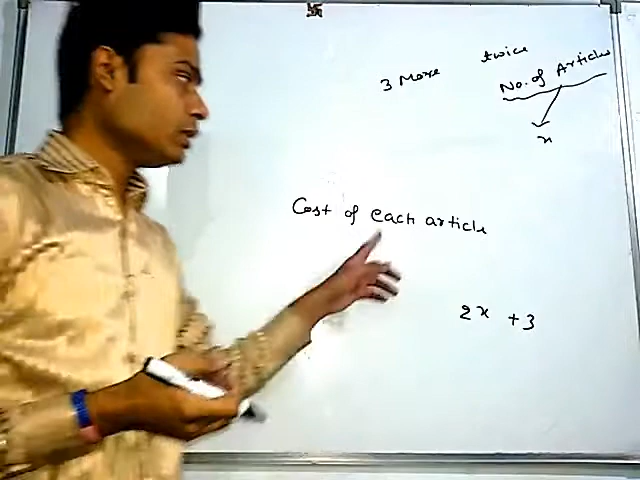 3 More twice No. of Articles
x
Cost of each article
2x +3